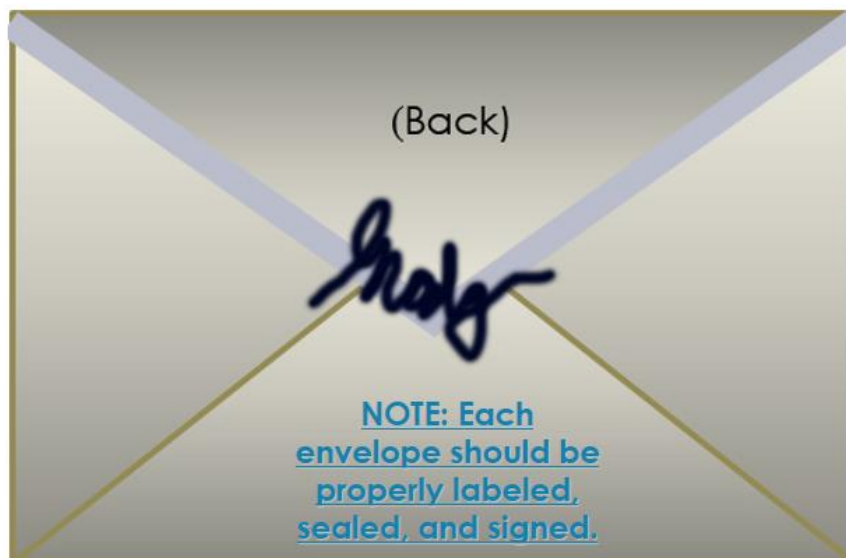 (Back)
NOTE: Each
envelope should be
properly labeled,
sealed, and signed.